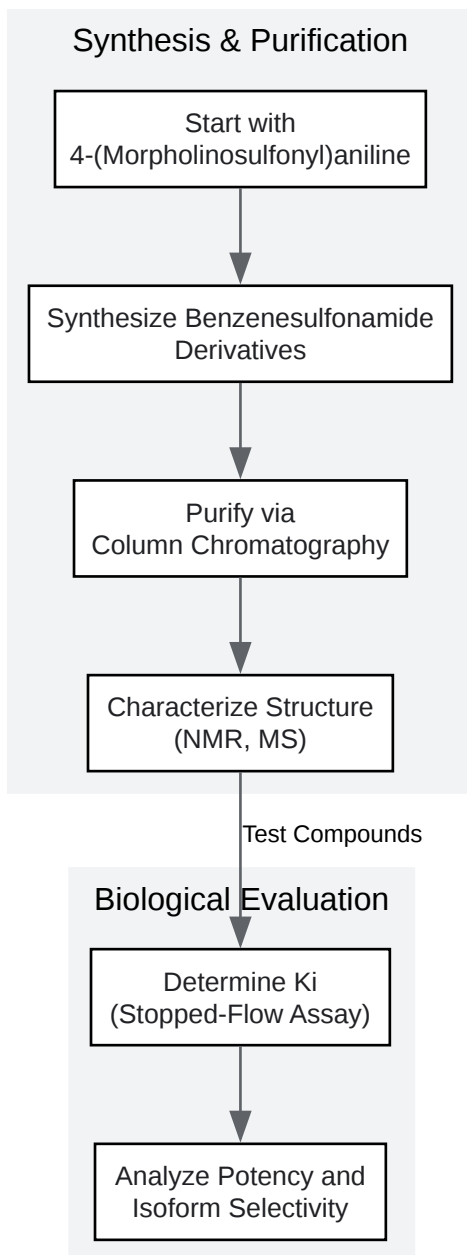 Synthesis & Purification
Start with
4-(Morpholinosulfonyl)aniline
Synthesize Benzenesulfonamide
Derivatives
Purify via
Column Chromatography
Characterize Structure
(NMR, MS)
Test Compounds
Biological Evaluation
Determine Ki
(Stopped-Flow Assay)
Analyze Potency and
Isoform Selectivity